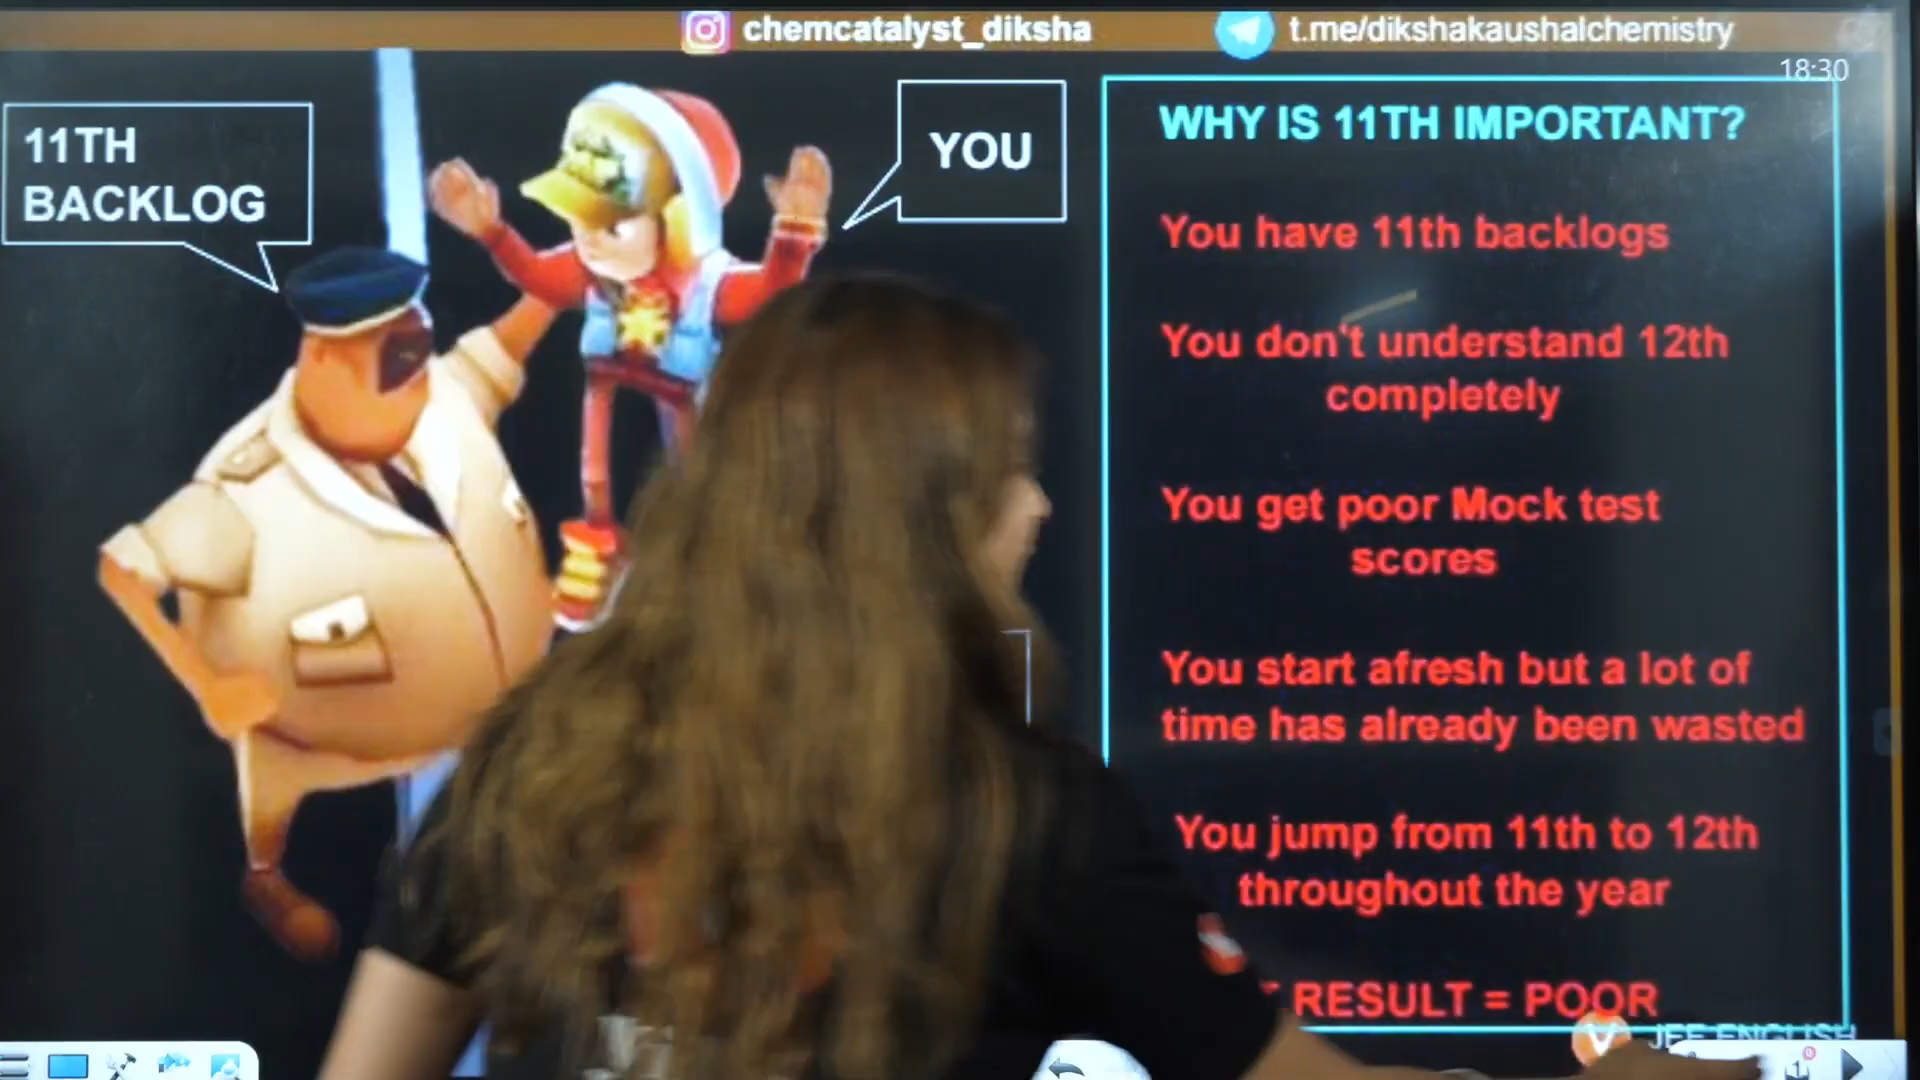 chemcatalyst_diksha
t.me/dikshakaushalchemistry
18:30
11TH
BACKLOG
YOU
WHY IS 11TH IMPORTANT?
You have 11th backlogs
You don't understand 12th
completely
You get poor Mock test
scores
You start afresh but a lot of
time has already been wasted
You jump from 11th to 12th
throughout the year
RESULT = POOR
JEE ENGLISH